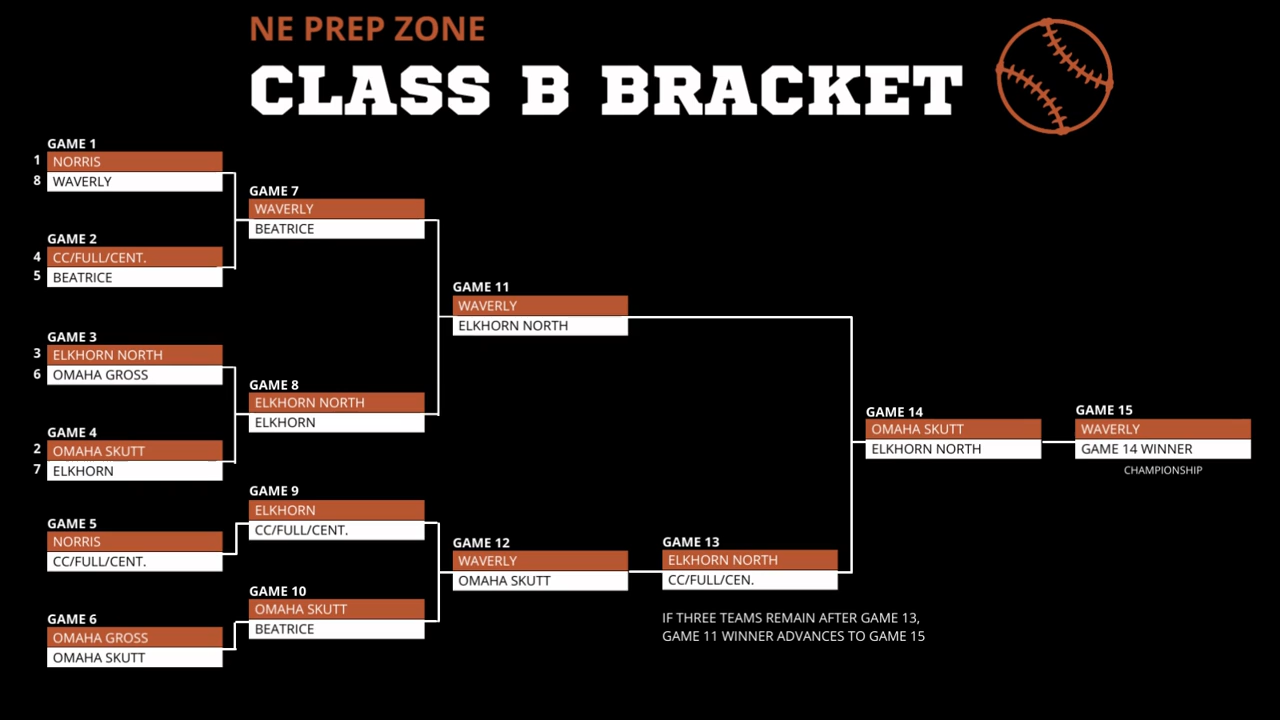 NE PREP ZONE
CLASS B BRACKET
GAME 1
1 NORRIS
8 WAVERLY
GAME 2
4 CC/FULL/CENT.
5 BEATRICE
GAME 3
3 ELKHORN NORTH
6 OMAHA GROSS
GAME 4
2 OMAHA SKUTT
7 ELKHORN
GAME 5
NORRIS
CC/FULL/CENT.
GAME 6
OMAHA GROSS
OMAHA SKUTT
GAME 7
WAVERLY
BEATRICE
GAME 8
ELKHORN NORTH
ELKHORN
GAME 9
ELKHORN
CC/FULL/CENT.
GAME 10
OMAHA SKUTT
BEATRICE
GAME 11
WAVERLY
ELKHORN NORTH
GAME 12
WAVERLY
OMAHA SKUTT
GAME 13
ELKHORN NORTH
CC/FULL/CEN.
IF THREE TEAMS REMAIN AFTER GAME 13,
GAME 11 WINNER ADVANCES TO GAME 15
GAME 14
OMAHA SKUTT
ELKHORN NORTH
GAME 15
WAVERLY
GAME 14 WINNER
CHAMPIONSHIP